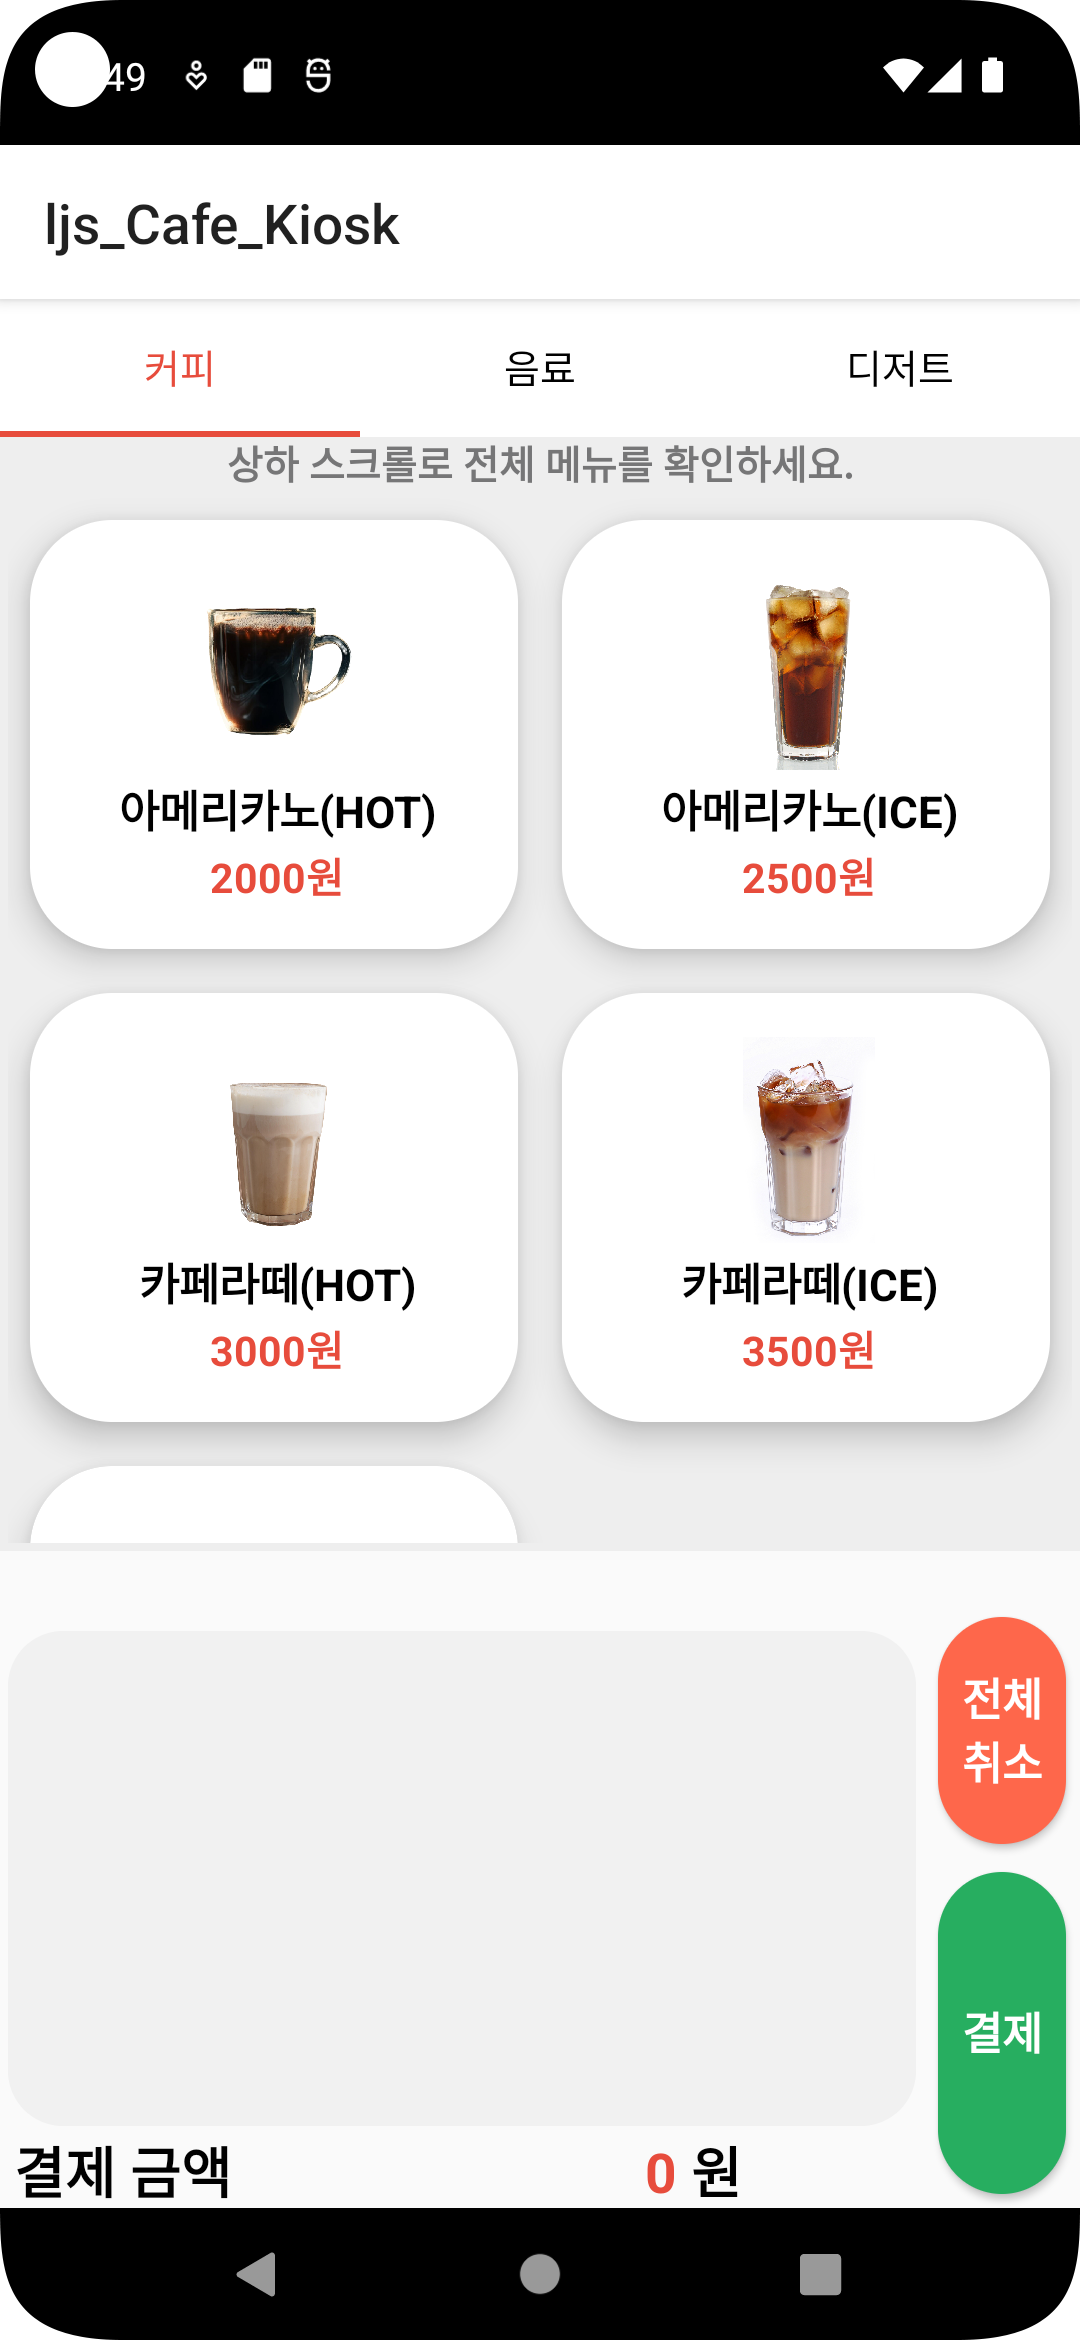 49
ljs_Cafe_Kiosk
커피 음료 디저트
상하 스크롤로 전체 메뉴를 확인하세요.
아메리카노(HOT) 아메리카노(ICE)
2000원 2500원
카페라떼(HOT) 카페라떼(ICE)
3000원 3500원
전체
취소
결제
결제 금액 0 원